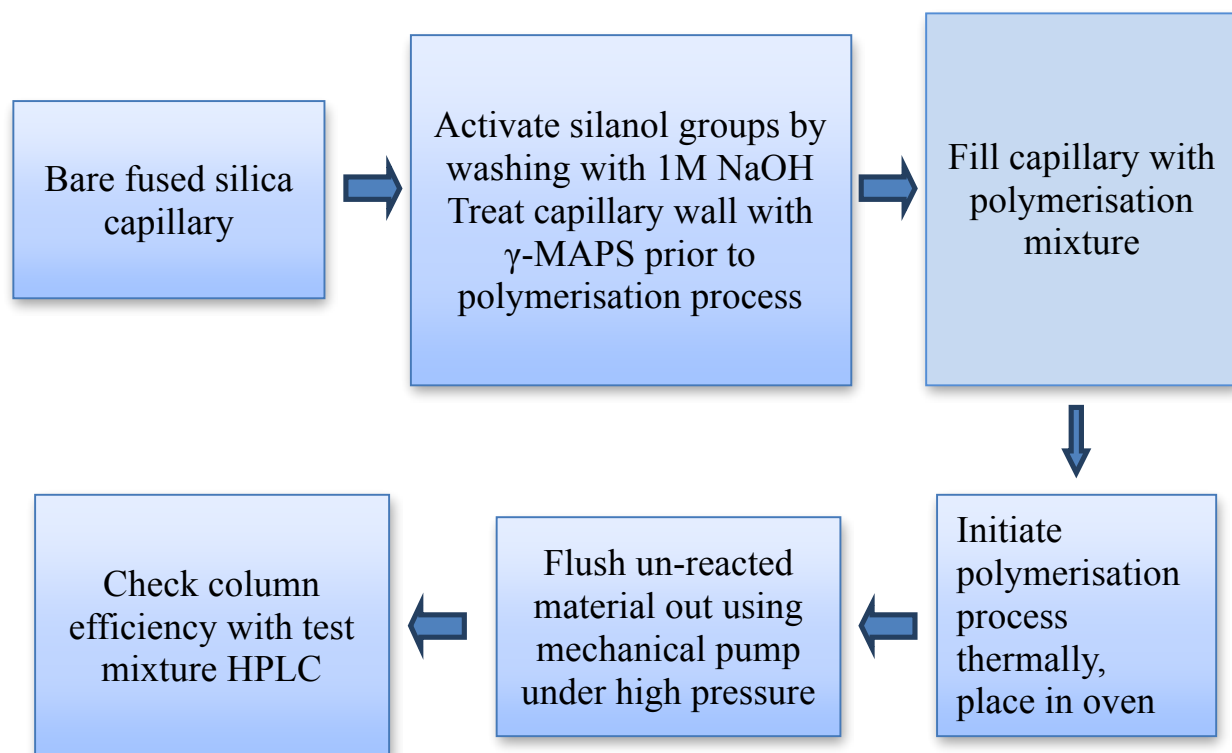 Bare fused silica
capillary
Activate silanol groups by
washing with 1M NaOH
Treat capillary wall with
γ-MAPS prior to
polymerisation process
Fill capillary with
polymerisation
mixture
Initiate
polymerisation
process
thermally,
place in oven
Flush un-reacted
material out using
mechanical pump
under high pressure
Check column
efficiency with test
mixture HPLC